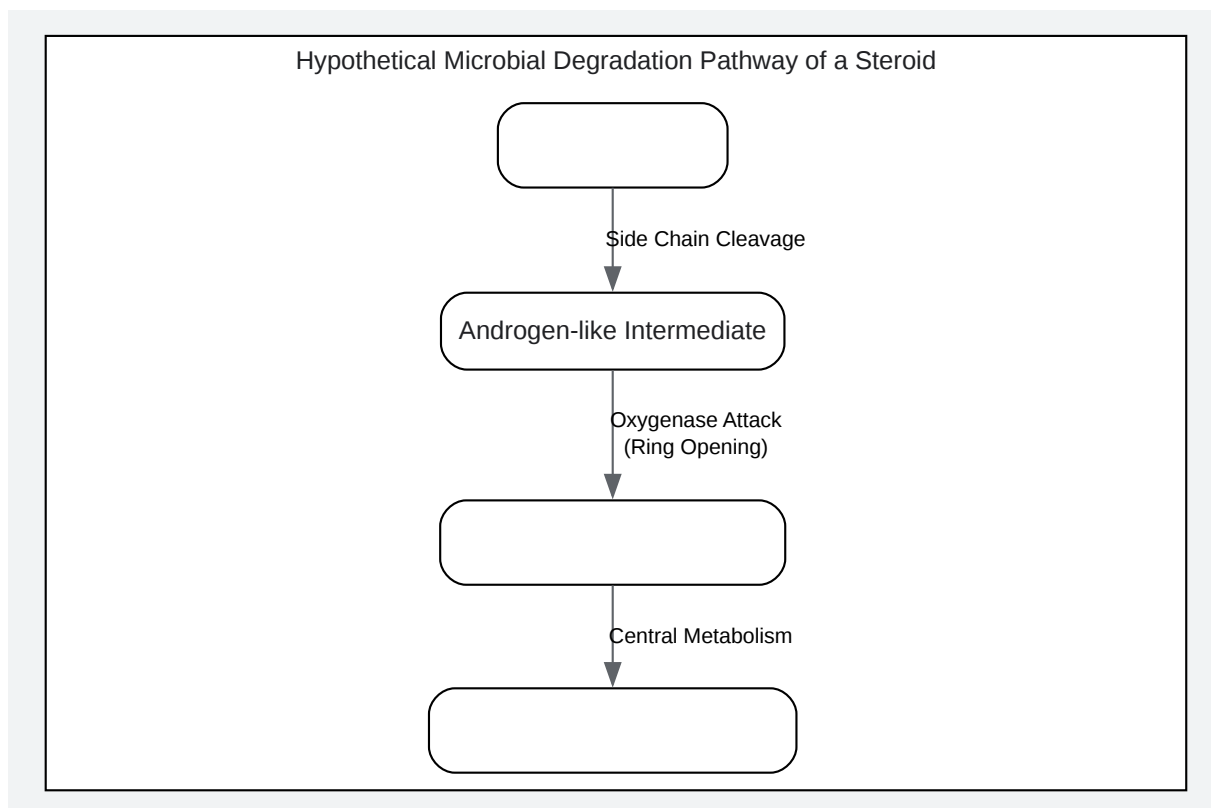 Hypothetical Microbial Degradation Pathway of a Steroid
Side Chain Cleavage
Androgen-like Intermediate
Oxygenase Attack
(Ring Opening)
Central Metabolism